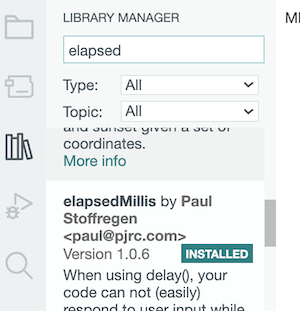 LIBRARY MANAGER
elapsed
Type: All
Topic: All
and sunset given a set of
coordinates.
More info
elapsedMillis by Paul
Stoffregen
<paul@pjrc.com>
Version 1.0.6 INSTALLED
When using delay(), your
code can not (easily)
respond to user input while